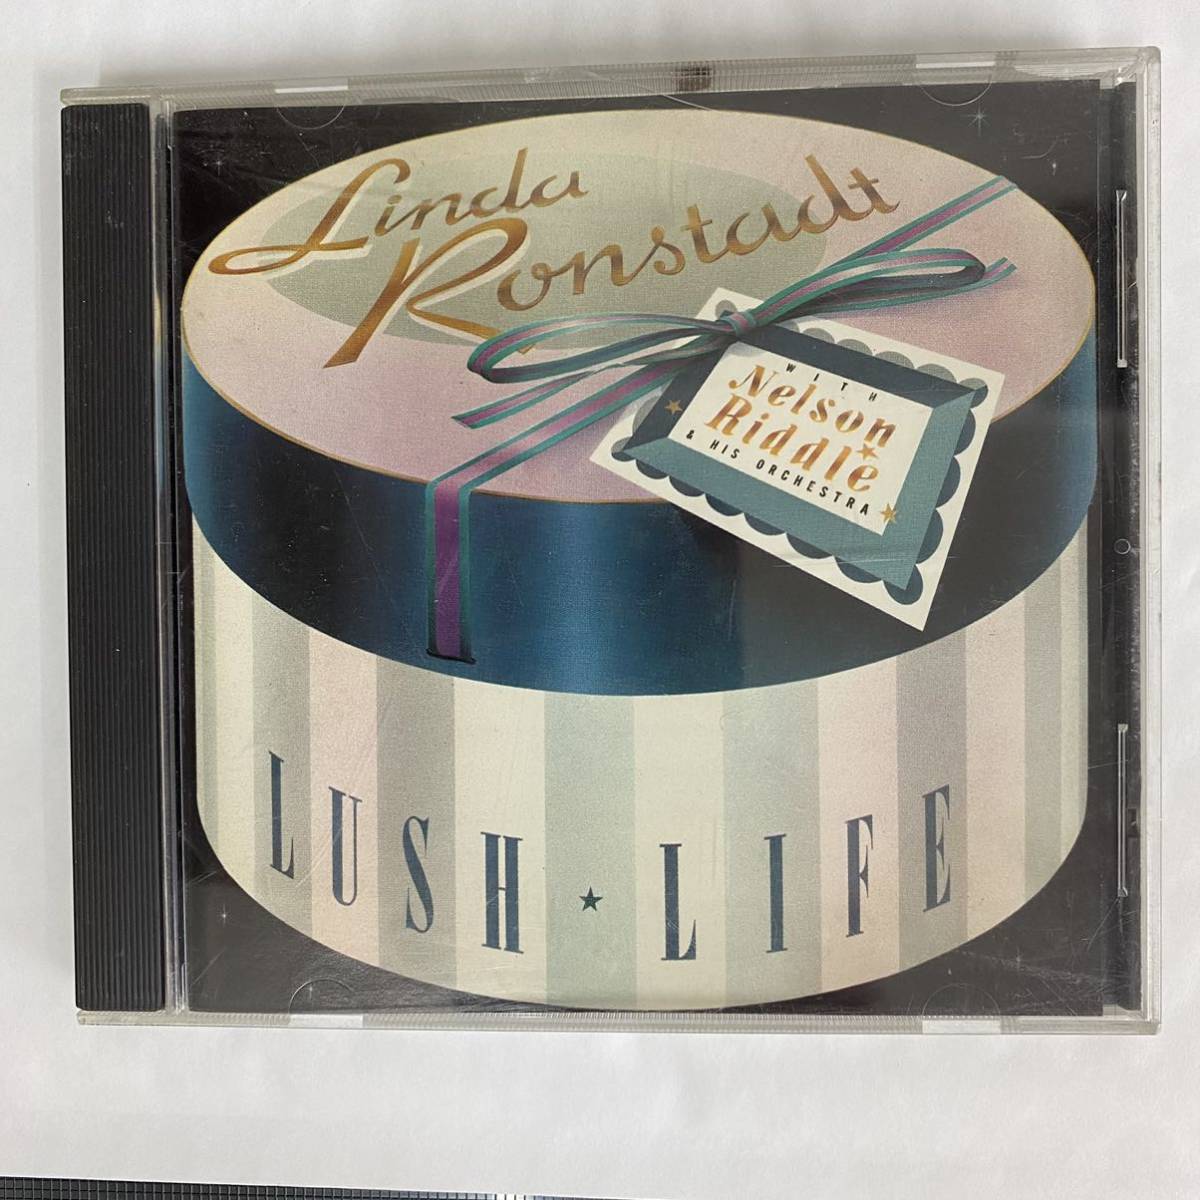 Linda
Ronstadt
WITH
Nelson
Riddle
& HIS ORCHESTRA
LUSH ★ LIFE